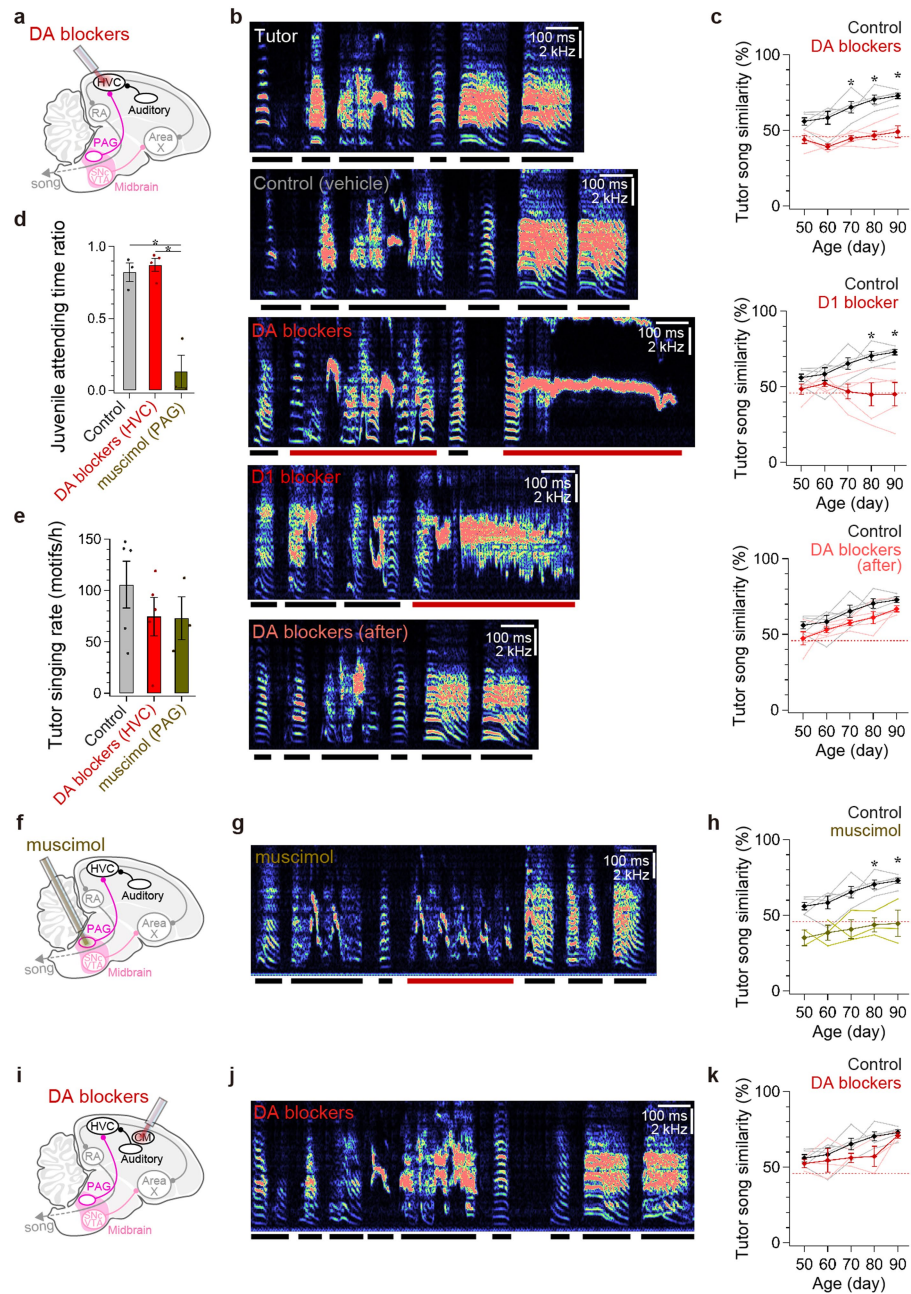 a
DA blockers
HVC
Auditory
RA
PAG
Area
X
SNc
VTA
song
Midbrain
b
Tutor
100 ms
2 kHz
Control (vehicle)
100 ms
2 kHz
DA blockers
100 ms
2 kHz
D1 blocker
100 ms
2 kHz
DA blockers (after)
100 ms
2 kHz
c
Control
DA blockers
Tutor song similarity (%)
100
50
0
* * *
50 60 70 80 90
Age (day)
Control
D1 blocker
Tutor song similarity (%)
100
50
0
* *
50 60 70 80 90
Age (day)
Control
DA blockers
(after)
Tutor song similarity (%)
100
50
0
50 60 70 80 90
Age (day)
d
Juvenile attending time ratio
1.0
0.0
0.0
* *
Control
DA blockers (HVC)
muscimol (PAG)
e
Tutor singing rate (motifs/h)
150
100
50
0
Control
DA blockers (HVC)
muscimol (PAG)
f
muscimol
HVC
Auditory
RA
PAG
Area
X
SNc
VTA
song
Midbrain
g
muscimol
100 ms
2 kHz
h
Control
muscimol
Tutor song similarity (%)
100
50
0
* *
50 60 70 80 90
Age (day)
i
DA blockers
HVC
CM
Auditory
RA
PAG
Area
X
SNc
VTA
song
Midbrain
j
DA blockers
100 ms
2 kHz
k
Control
DA blockers
Tutor song similarity (%)
100
50
0
50 60 70 80 90
Age (day)